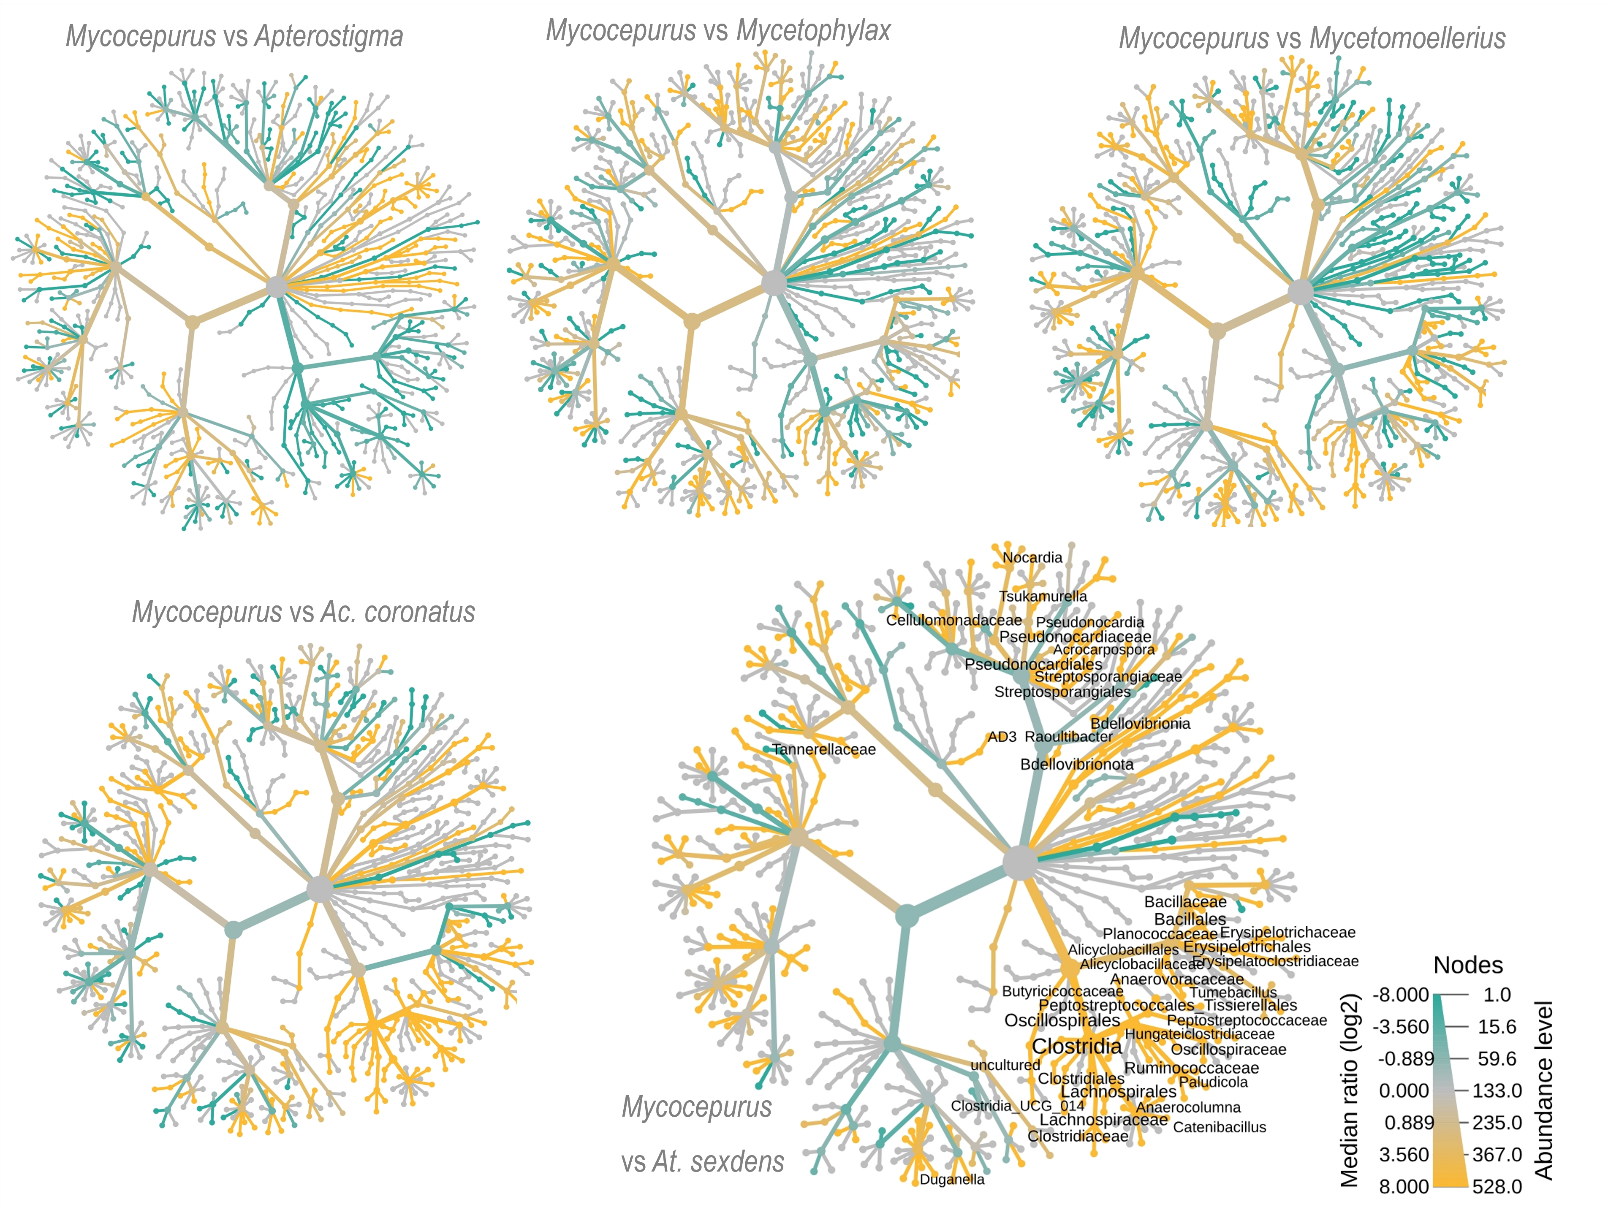 Mycocepurus vs Apterostigma
Mycocepurus vs Mycetophylax
Mycocepurus vs Mycetomoellerius
Mycocepurus vs Ac. coronatus
Nocardia
Tsukamurella
Cellulomonadaceae
Pseudonocardia
Pseudonocardiaceae
Acrocarpospora
Pseudonocardiales
Streptosporangiaceae
Streptosporangiales
Bdellovibrionia
AD3 Raoultibacter
Tannerellaceae
Bdellovibrionota
Bacillaceae
Bacillales
Planococcaceae Erysipelotrichaceae
Alicyclobacillales Erysipelotrichales
Alicyclobacillaceae Erysipelatoclostridiaceae
Anaerovoracaceae
Butyricicoccaceae Tumebacillus
Peptostreptococcales_Tissierellales
Oscillospirales Peptostreptococcaceae
Hungateiclostridiaceae
Clostridia Oscillospiraceae
uncultured Ruminococcaceae
Clostridiales Paludicola
Lachnospirales
Clostridia_UCG_014 Anaerocolumna
Lachnospiraceae Catenibacillus
Clostridiaceae
Duganella
Mycocepurus
vs At. sexdens
Nodes
Median ratio (log2)
Abundance level
-8.000 1.0
-3.560 15.6
-0.889 59.6
0.000 133.0
0.889 235.0
3.560 367.0
8.000 528.0